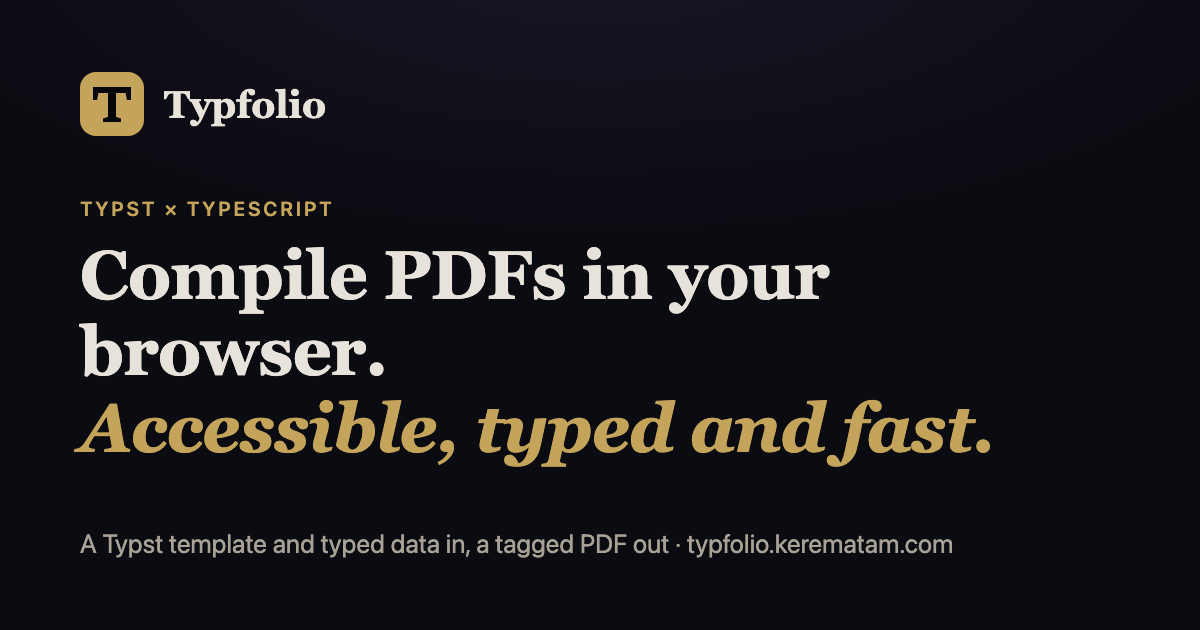 T Typfolio
TYPST × TYPESCRIPT
Compile PDFs in your
browser.
Accessible, typed and fast.
A Typst template and typed data in, a tagged PDF out · typfolio.kerematam.com